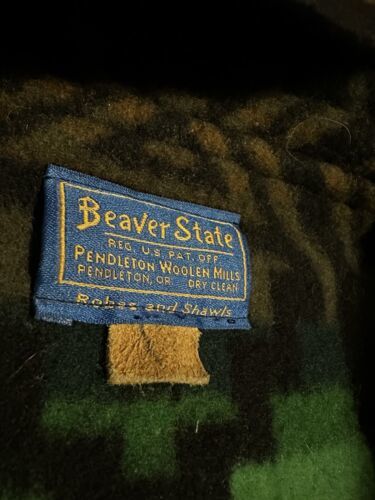 Beaver State
REG. U.S. PAT. OFF
PENDLETON WOOLEN MILLS
PENDLETON, OR. DRY CLEAN
Robes and Shawls